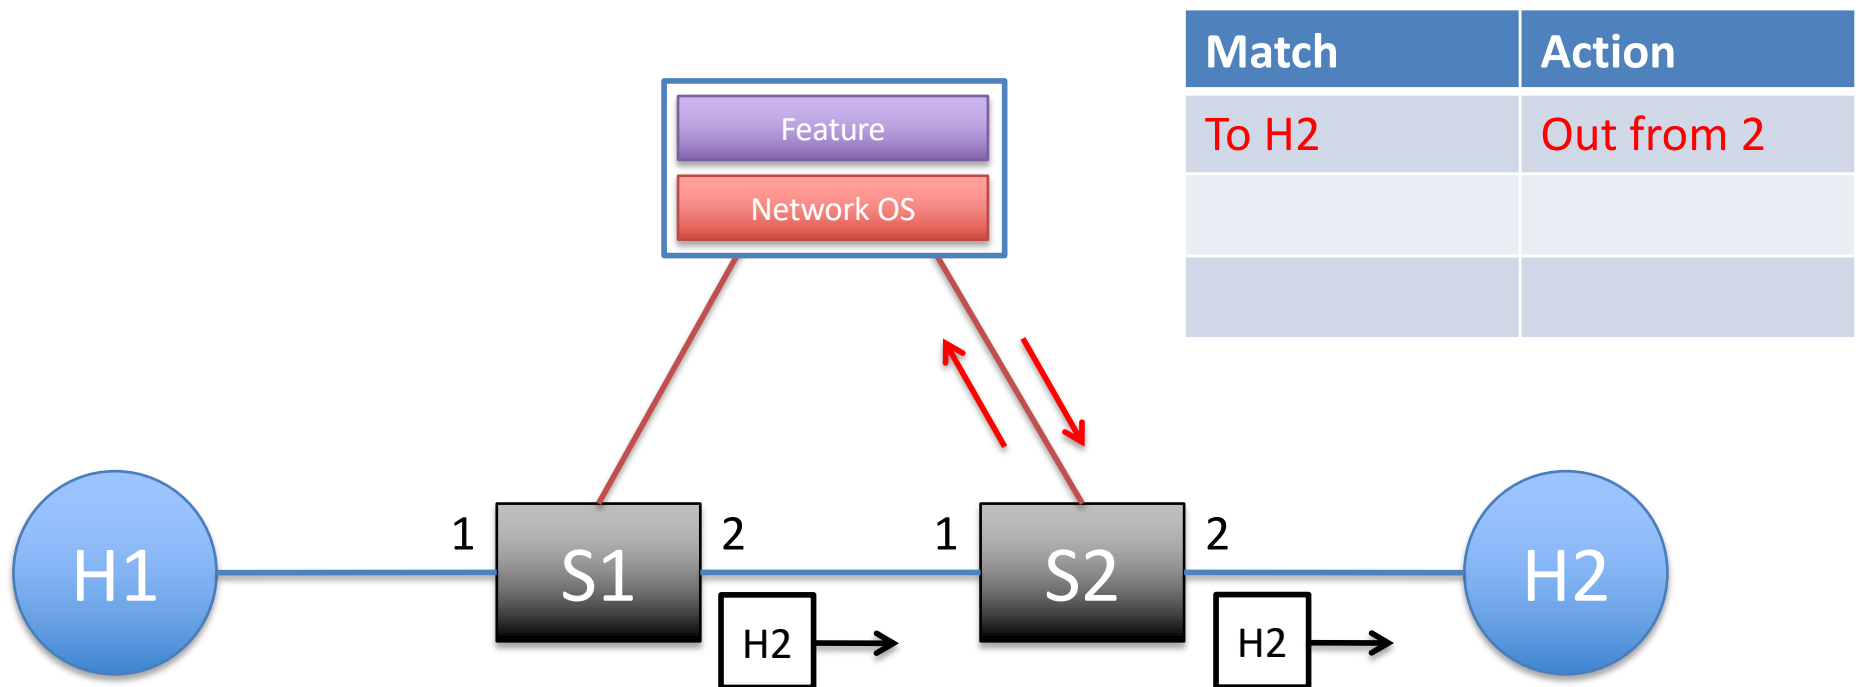 Match Action
To H2 Out from 2
Feature
Network OS
1 2 1 2
H1 S1 S2 H2
H2 H2